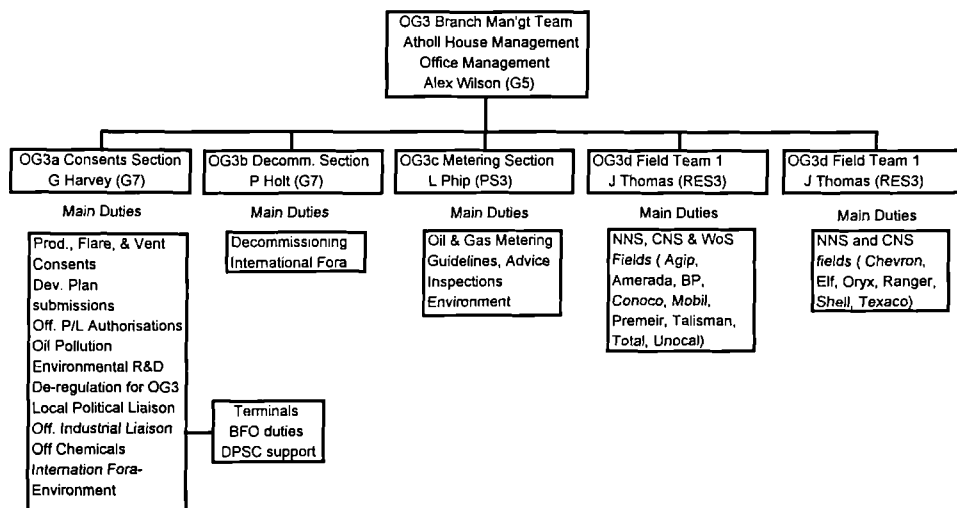 OG3 Branch Man'gt Team
Atholl House Management
Office Management
Alex Wilson (G5)
OG3a Consents Section
G Harvey (G7)
OG3b Decomm. Section
P Holt (G7)
OG3c Metering Section
L Phip (PS3)
OG3d Field Team 1
J Thomas (RES3)
OG3d Field Team 1
J Thomas (RES3)
Main Duties
Prod., Flare, & Vent
Consents
Dev. Plan
submissions
Off. P/L Authorisations
Oil Pollution
Environmental R&D
De-regulation for OG3
Local Political Liaison
Off. Industrial Liaison
Off Chemicals
Internation Fora-
Environment
Terminals
BFO duties
DPSC support
Main Duties
Decommissioning
International Fora
Main Duties
Oil & Gas Metering
Guidelines, Advice
Inspections
Environment
Main Duties
NNS, CNS & WoS
Fields ( Agip,
Amerada, BP,
Conoco, Mobil,
Premeir, Talisman,
Total, Unocal)
Main Duties
NNS and CNS
fields ( Chevron,
Elf, Oryx, Ranger,
Shell, Texaco)